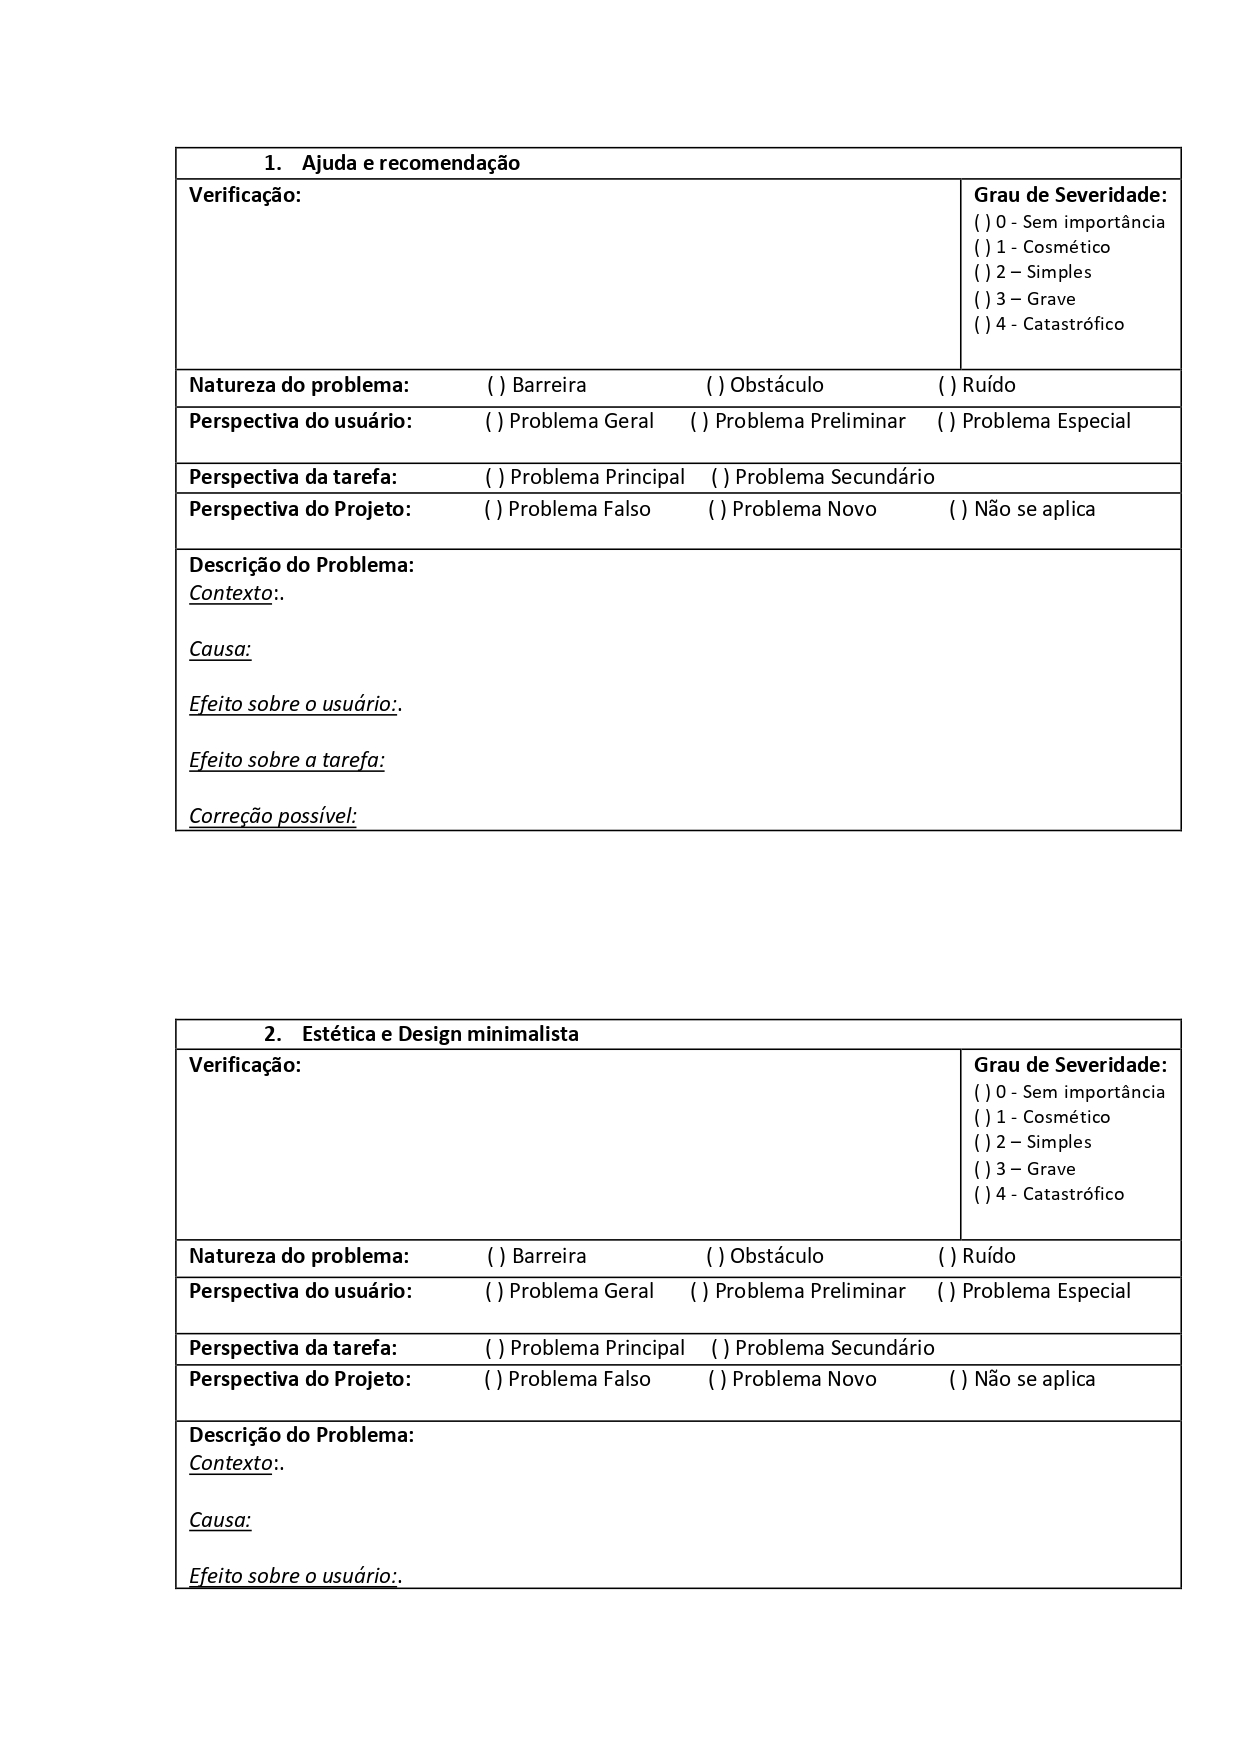 1. Ajuda e recomendação
Verificação:
Grau de Severidade:
( ) 0 - Sem importância
( ) 1 - Cosmético
( ) 2 – Simples
( ) 3 – Grave
( ) 4 - Catastrófico
Natureza do problema: ( ) Barreira ( ) Obstáculo ( ) Ruído
Perspectiva do usuário: ( ) Problema Geral ( ) Problema Preliminar ( ) Problema Especial
Perspectiva da tarefa: ( ) Problema Principal ( ) Problema Secundário
Perspectiva do Projeto: ( ) Problema Falso ( ) Problema Novo ( ) Não se aplica
Descrição do Problema:
Contexto:.
Causa:
Efeito sobre o usuário:.
Efeito sobre a tarefa:
Correção possível:
2. Estética e Design minimalista
Verificação:
Grau de Severidade:
( ) 0 - Sem importância
( ) 1 - Cosmético
( ) 2 – Simples
( ) 3 – Grave
( ) 4 - Catastrófico
Natureza do problema: ( ) Barreira ( ) Obstáculo ( ) Ruído
Perspectiva do usuário: ( ) Problema Geral ( ) Problema Preliminar ( ) Problema Especial
Perspectiva da tarefa: ( ) Problema Principal ( ) Problema Secundário
Perspectiva do Projeto: ( ) Problema Falso ( ) Problema Novo ( ) Não se aplica
Descrição do Problema:
Contexto:.
Causa:
Efeito sobre o usuário:.